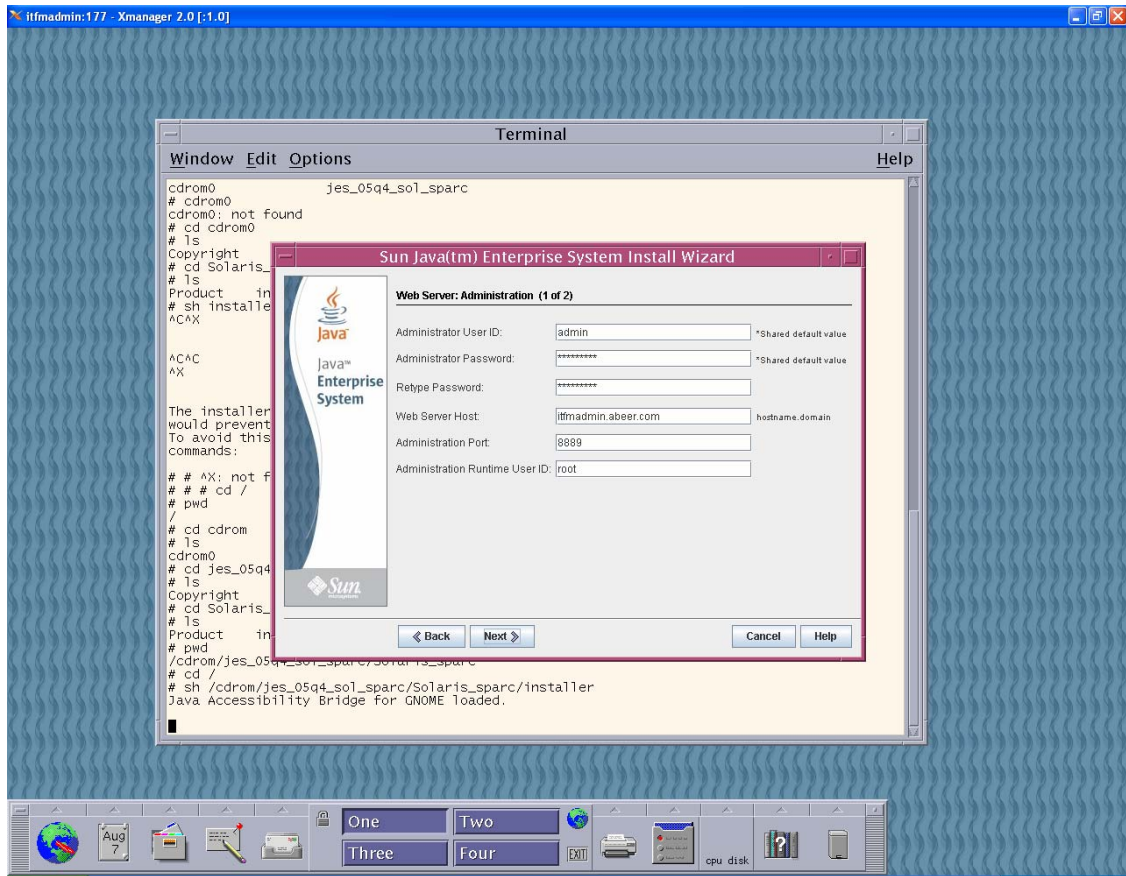 itfmadmin:177 - Xmanager 2.0 [:1.0]
Terminal
Window Edit Options Help
cdrom0 jes_05q4_sol_sparc
# cdrom0
cdrom0: not found
# cd cdrom0
# ls
Copyright
# cd Solaris_
# ls
Product in
# sh installe
^C^X
^C^C
^X
The installer
would prevent
To avoid this
commands:
# # ^X: not f
# # # cd /
# pwd
/
# cd cdrom
# ls
cdrom0
# cd jes_05q4
# ls
Copyright
# cd Solaris_
# ls
Product in
# pwd
/cdrom/jes_05q4_sol_sparc/Solaris_sparc
# cd /
# sh /cdrom/jes_05q4_sol_sparc/Solaris_sparc/installer
Java Accessibility Bridge for GNOME loaded.
Sun Java(tm) Enterprise System Install Wizard
Java
Java™
Enterprise
System
Sun
Web Server: Administration (1 of 2)
Administrator User ID: admin *Shared default value
Administrator Password: ********* *Shared default value
Retype Password: *********
Web Server Host: itfmadmin.abeer.com hostname.domain
Administration Port: 8889
Administration Runtime User ID: root
Back Next Cancel Help
Aug
7
One Two
Three Four
EXIT
cpu disk